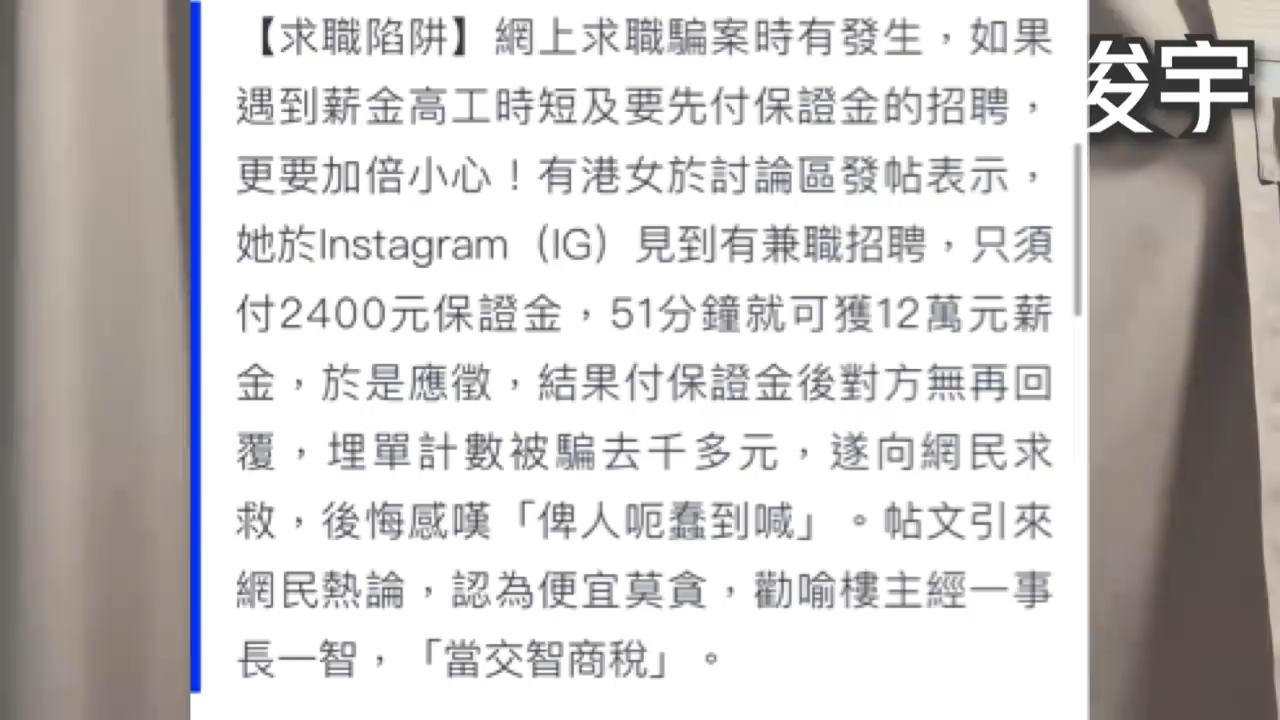 【求職陷阱】網上求職騙案時有發生，如果
遇到薪金高工時短及要先付保證金的招聘，
更要加倍小心！有港女於討論區發帖表示，
她於Instagram（IG）見到有兼職招聘，只須
付2400元保證金，51分鐘就可獲12萬元薪
金，於是應徵，結果付保證金後對方無再回
覆，埋單計數被騙去千多元，遂向網民求
救，後悔感嘆「俾人呃蠢到喊」。帖文引來
網民熱論，認為便宜莫貪，勸喻樓主經一事
長一智，「當交智商稅」。
俊宇